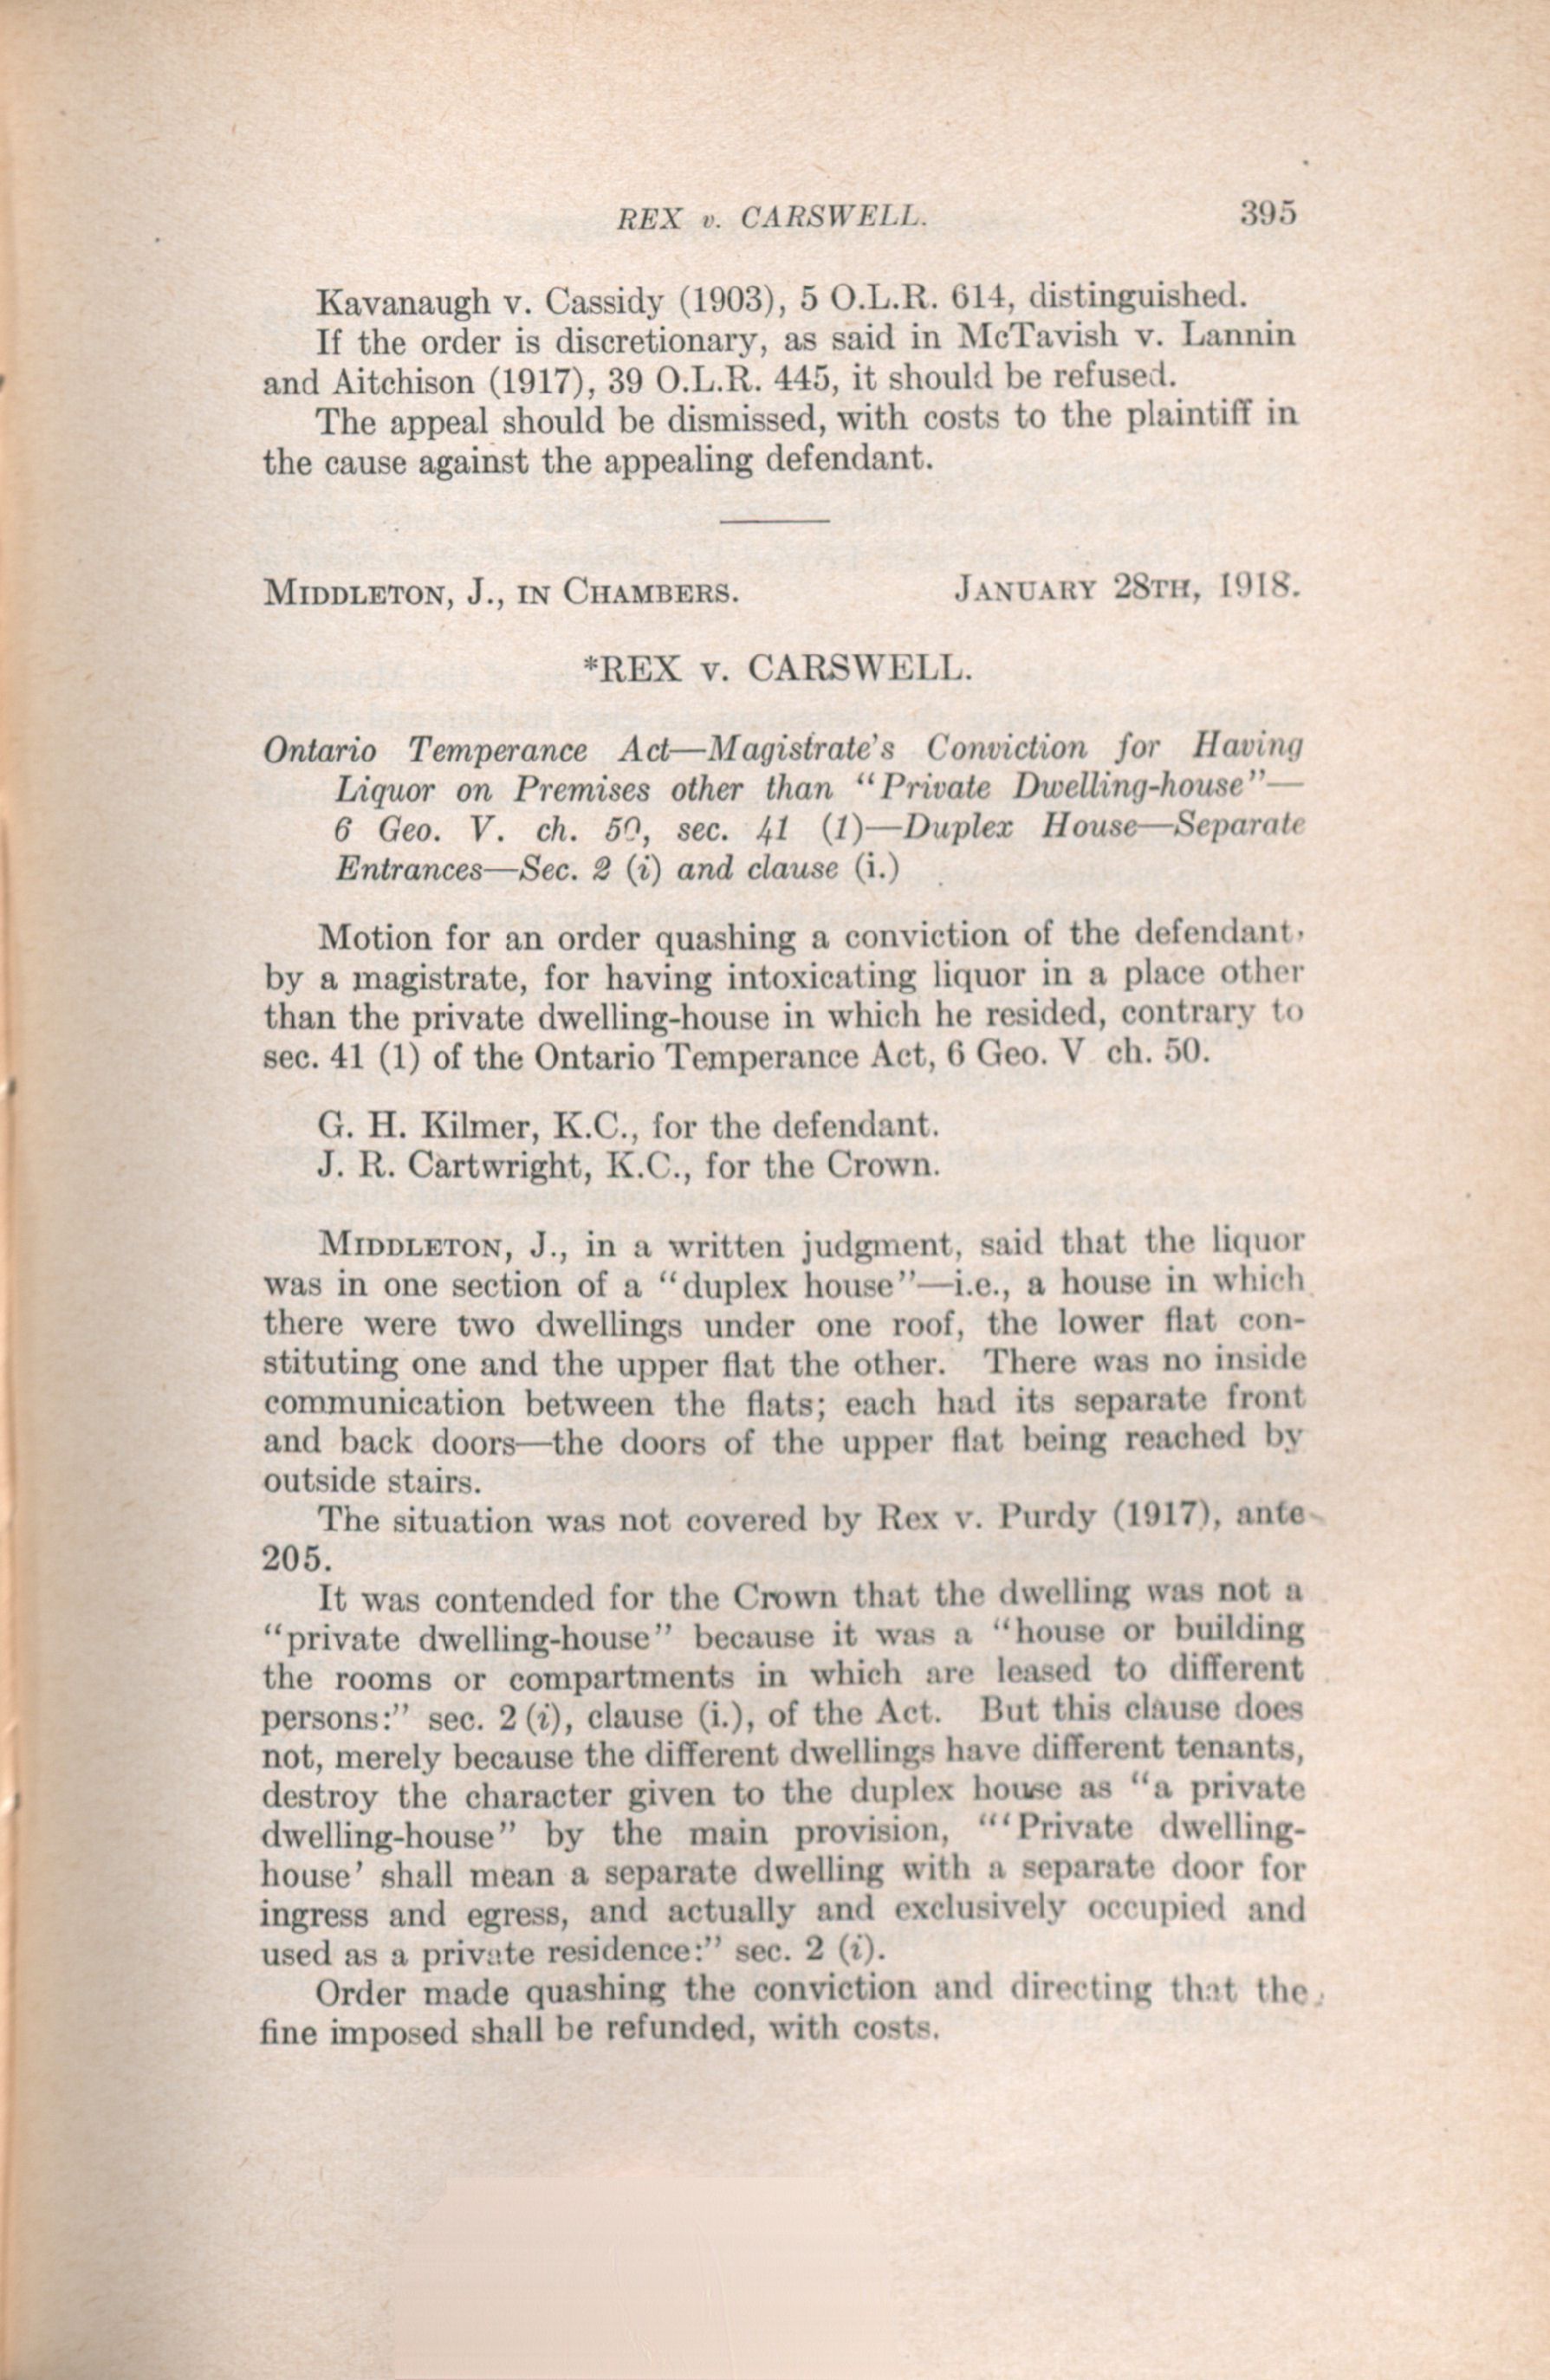 REX v. CARSWELL. 395
Kavanaugh v. Cassidy (1903), 5 O.L.R. 614, distinguished.
If the order is discretionary, as said in McTavish v. Lannin
and Aitchison (1917), 39 O.L.R. 445, it should be refused.
The appeal should be dismissed, with costs to the plaintiff in
the cause against the appealing defendant.
MIDDLETON, J., IN CHAMBERS. JANUARY 28TH, 1918.
*REX v. CARSWELL.
Ontario Temperance Act—Magistrate's Conviction for Having
Liquor on Premises other than "Private Dwelling-house"—
6 Geo. V. ch. 50, sec. 41 (1)—Duplex House—Separate
Entrances—Sec. 2 (i) and clause (i.)
Motion for an order quashing a conviction of the defendant,
by a magistrate, for having intoxicating liquor in a place other
than the private dwelling-house in which he resided, contrary to
sec. 41 (1) of the Ontario Temperance Act, 6 Geo. V ch. 50.
G. H. Kilmer, K.C., for the defendant.
J. R. Cartwright, K.C., for the Crown.
MIDDLETON, J., in a written judgment, said that the liquor
was in one section of a "duplex house"—i.e., a house in which
there were two dwellings under one roof, the lower flat con-
stituting one and the upper flat the other. There was no inside
communication between the flats; each had its separate front
and back doors—the doors of the upper flat being reached by
outside stairs.
The situation was not covered by Rex v. Purdy (1917), ante
205.
It was contended for the Crown that the dwelling was not a
"private dwelling-house" because it was a "house or building
the rooms or compartments in which are leased to different
persons:" sec. 2 (i), clause (i.), of the Act. But this clause does
not, merely because the different dwellings have different tenants,
destroy the character given to the duplex house as "a private
dwelling-house" by the main provision, "'Private dwelling-
house' shall mean a separate dwelling with a separate door for
ingress and egress, and actually and exclusively occupied and
used as a private residence:" sec. 2 (i).
Order made quashing the conviction and directing that the
fine imposed shall be refunded, with costs.